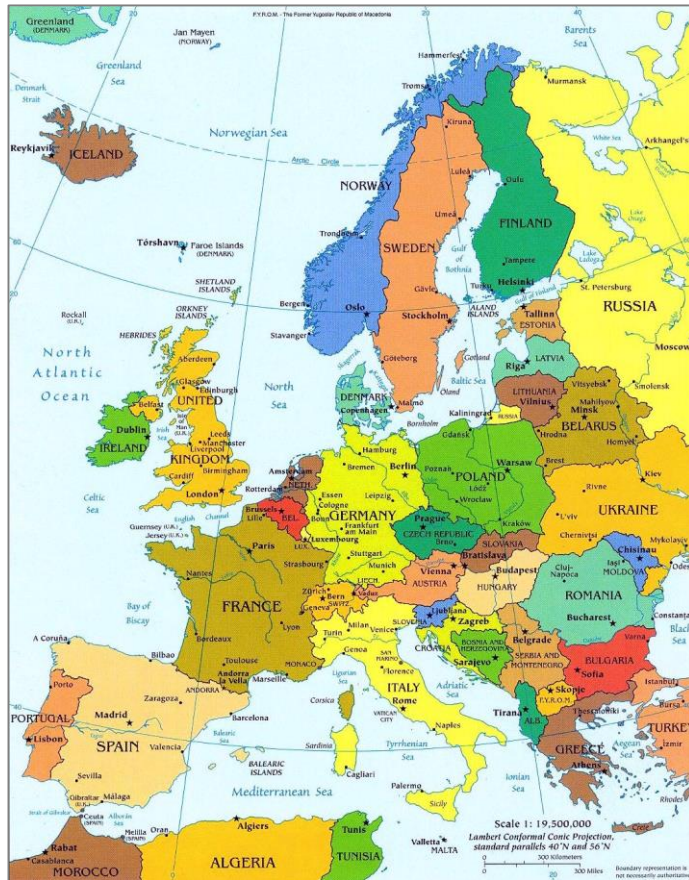 F.Y.R.O.M. - The Former Yugoslav Republic of Macedonia
Greenland
(DENMARK)
Jan Mayen
(NORWAY)
Hammerfest
Barents
Sea
Greenland
Sea
Denmark
Strait
Tromsø
Murmansk
Kiruna
Norwegian Sea
White Sea
Arkhangel's
Reykjavik
ICELAND
Arctic Circle
Luleå
Oulu
NORWAY
Umeå
FINLAND
Lake
Onega
Trondheim
SWEDEN
Gulf
of
Bothnia
Tórshavn
Faroe Islands
(DENMARK)
Lake
Ladoga
Tampere
SHETLAND
ISLANDS
Gävle
Turku
Helsinki
Gulf of Finland
St. Petersburg
Bergen
Oslo
ÅLAND
ISLANDS
RUSSIA
Rockall
(U.K.)
ORKNEY
ISLANDS
Stockholm
Tallinn
ESTONIA
Stavanger
Moscow
HEBRIDES
North
Atlantic
Ocean
Aberdeen
Skagerrak
Göteborg
Gotland
Riga
LATVIA
Glasgow
Edinburgh
North
Sea
Kattegat
Öland
Baltic Sea
LITHUANIA
Vitsyebsk
Smolensk
UNITED
DENMARK
Copenhagen
Malmö
Bornholm
Kaliningrad
RUSSIA
Vilnius
Minsk
Mahilyow
Belfast
Isle of
Man (U.K.)
Irish
Sea
Dublin
IRELAND
Leeds
Manchester
Liverpool
KINGDOM
Birmingham
Gdańsk
Hrodna
BELARUS
Homyel'
Hamburg
Bremen
Berlin
Poznań
Warsaw
Brest
Amsterdam
NETH.
Rotterdam
POLAND
Łódź
Cardiff
London
Celtic
Sea
Essen
Cologne
Bonn
Leipzig
Wrocław
Kiev
Rivne
Brussels
BEL.
Lille
GERMANY
Frankfurt
am Main
Prague
Kraków
L'viv
UKRAINE
English Channel
Guernsey (U.K.)
Jersey (U.K.)
LUX.
Luxembourg
CZECH REPUBLIC
Brno
Chernivtsi
Paris
Stuttgart
SLOVAKIA
Bratislava
Mykolayiv
Strasbourg
Munich
Vienna
Chisinau
Nantes
LIECH.
Vaduz
AUSTRIA
Budapest
HUNGARY
Iaşi
MOLDOVA
Odesa
Zürich
Bern
SWITZ.
Cluj-
Napoca
Bay of
Biscay
FRANCE
Geneva
Ljubljana
SLOVENIA
Zagreb
ROMANIA
Lyon
Milan
Venice
Turin
CROATIA
Belgrade
Bucharest
Constanţa
Bordeaux
Genoa
SAN
MARINO
BOSNIA AND
HERZEGOVINA
SERBIA AND
MONTENEGRO
Black
Sea
A Coruña
Bilbao
Toulouse
MONACO
Florence
Sarajevo
Varna
BULGARIA
Andorra
la Vella
ANDORRA
Marseille
Ligurian
Sea
ITALY
Adriatic
Sea
Sofia
Porto
Zaragoza
Corsica
Rome
VATICAN
CITY
Skopje
F.Y.R.O.M.
Istanbul
PORTUGAL
Madrid
Barcelona
Tirana
ALB.
Thessaloniki
Bursa
Naples
Lisbon
SPAIN
Valencia
Balearic
Sea
Sardinia
Tyrrhenian
Sea
GREECE
Aegean
Sea
TURKEY
İzmir
BALEARIC
ISLANDS
Cagliari
Ionian
Sea
Athens
Sevilla
Gibraltar
(U.K.)
Málaga
Mediterranean Sea
Palermo
Sicily
Rhodes
Strait of Gibraltar
Ceuta
(SPAIN)
Alborán
Sea
Melilla
(SPAIN)
Oran
Algiers
Tunis
Valletta
MALTA
Crete
Rabat
Casablanca
MOROCCO
ALGERIA
TUNISIA
Scale 1: 19,500,000
Lambert Conformal Conic Projection,
standard parallels 40°N and 56°N
300 Kilometers
300 Miles
Boundary representation is
not necessarily authoritative.